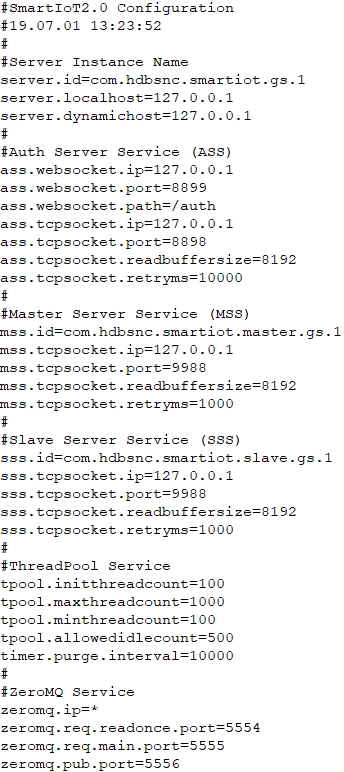 #SmartIoT2.0 Configuration
#19.07.01 13:23:52
#
#Server Instance Name
server.id=com.hdbsnc.smartiot.gs.1
server.localhost=127.0.0.1
server.dynamichost=127.0.0.1
#
#Auth Server Service (ASS)
ass.websocket.ip=127.0.0.1
ass.websocket.port=8899
ass.websocket.path=/auth
ass.tcpsocket.ip=127.0.0.1
ass.tcpsocket.port=8898
ass.tcpsocket.readbuffersize=8192
ass.tcpsocket.retryms=10000
#
#Master Server Service (MSS)
mss.id=com.hdbsnc.smartiot.master.gs.1
mss.tcpsocket.ip=127.0.0.1
mss.tcpsocket.port=9988
mss.tcpsocket.readbuffersize=8192
mss.tcpsocket.retryms=1000
#
#Slave Server Service (SSS)
sss.id=com.hdbsnc.smartiot.slave.gs.1
sss.tcpsocket.ip=127.0.0.1
sss.tcpsocket.port=9988
sss.tcpsocket.readbuffersize=8192
sss.tcpsocket.retryms=1000
#
#ThreadPool Service
tpool.initthreadcount=100
tpool.maxthreadcount=1000
tpool.minthreadcount=100
tpool.allowedidlecount=500
timer.purge.interval=10000
#
#ZeroMQ Service
zeromq.ip=*
zeromq.req.readonce.port=5554
zeromq.req.main.port=5555
zeromq.pub.port=5556